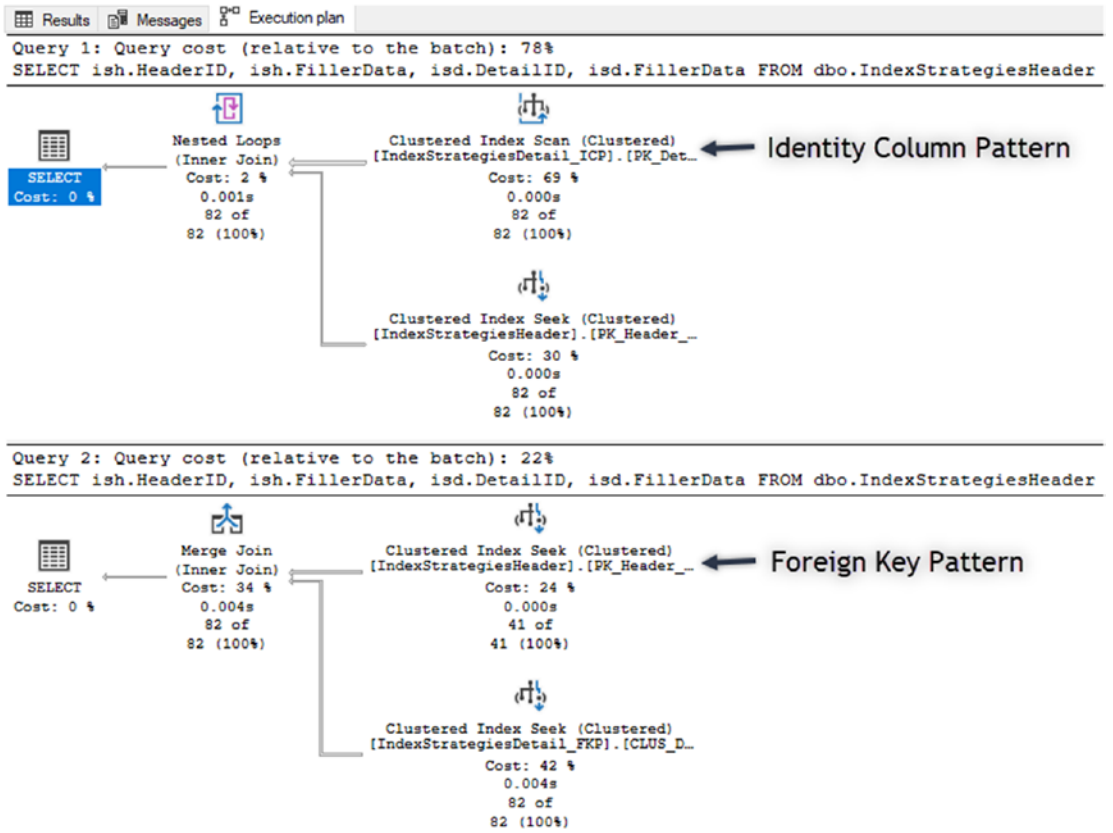 Results Messages Execution plan
Query 1: Query cost (relative to the batch): 78%
SELECT ish.HeaderID, ish.FillerData, isd.DetailID, isd.FillerData FROM dbo.IndexStrategiesHeader
Nested Loops
(Inner Join)
Cost: 2 %
0.001s
82 of
82 (100%)
Clustered Index Scan (Clustered)
[IndexStrategiesDetail_ICP].[PK_Det…
Cost: 69 %
0.000s
82 of
82 (100%)
Identity Column Pattern
SELECT
Cost: 0 %
Clustered Index Seek (Clustered)
[IndexStrategiesHeader].[PK_Header_…
Cost: 30 %
0.000s
82 of
82 (100%)
Query 2: Query cost (relative to the batch): 22%
SELECT ish.HeaderID, ish.FillerData, isd.DetailID, isd.FillerData FROM dbo.IndexStrategiesHeader
Merge Join
(Inner Join)
Cost: 34 %
0.004s
82 of
82 (100%)
Clustered Index Seek (Clustered)
[IndexStrategiesHeader].[PK_Header_…
Cost: 24 %
0.000s
41 of
41 (100%)
Foreign Key Pattern
SELECT
Cost: 0 %
Clustered Index Seek (Clustered)
[IndexStrategiesDetail_FKP].[CLUS_D…
Cost: 42 %
0.004s
82 of
82 (100%)